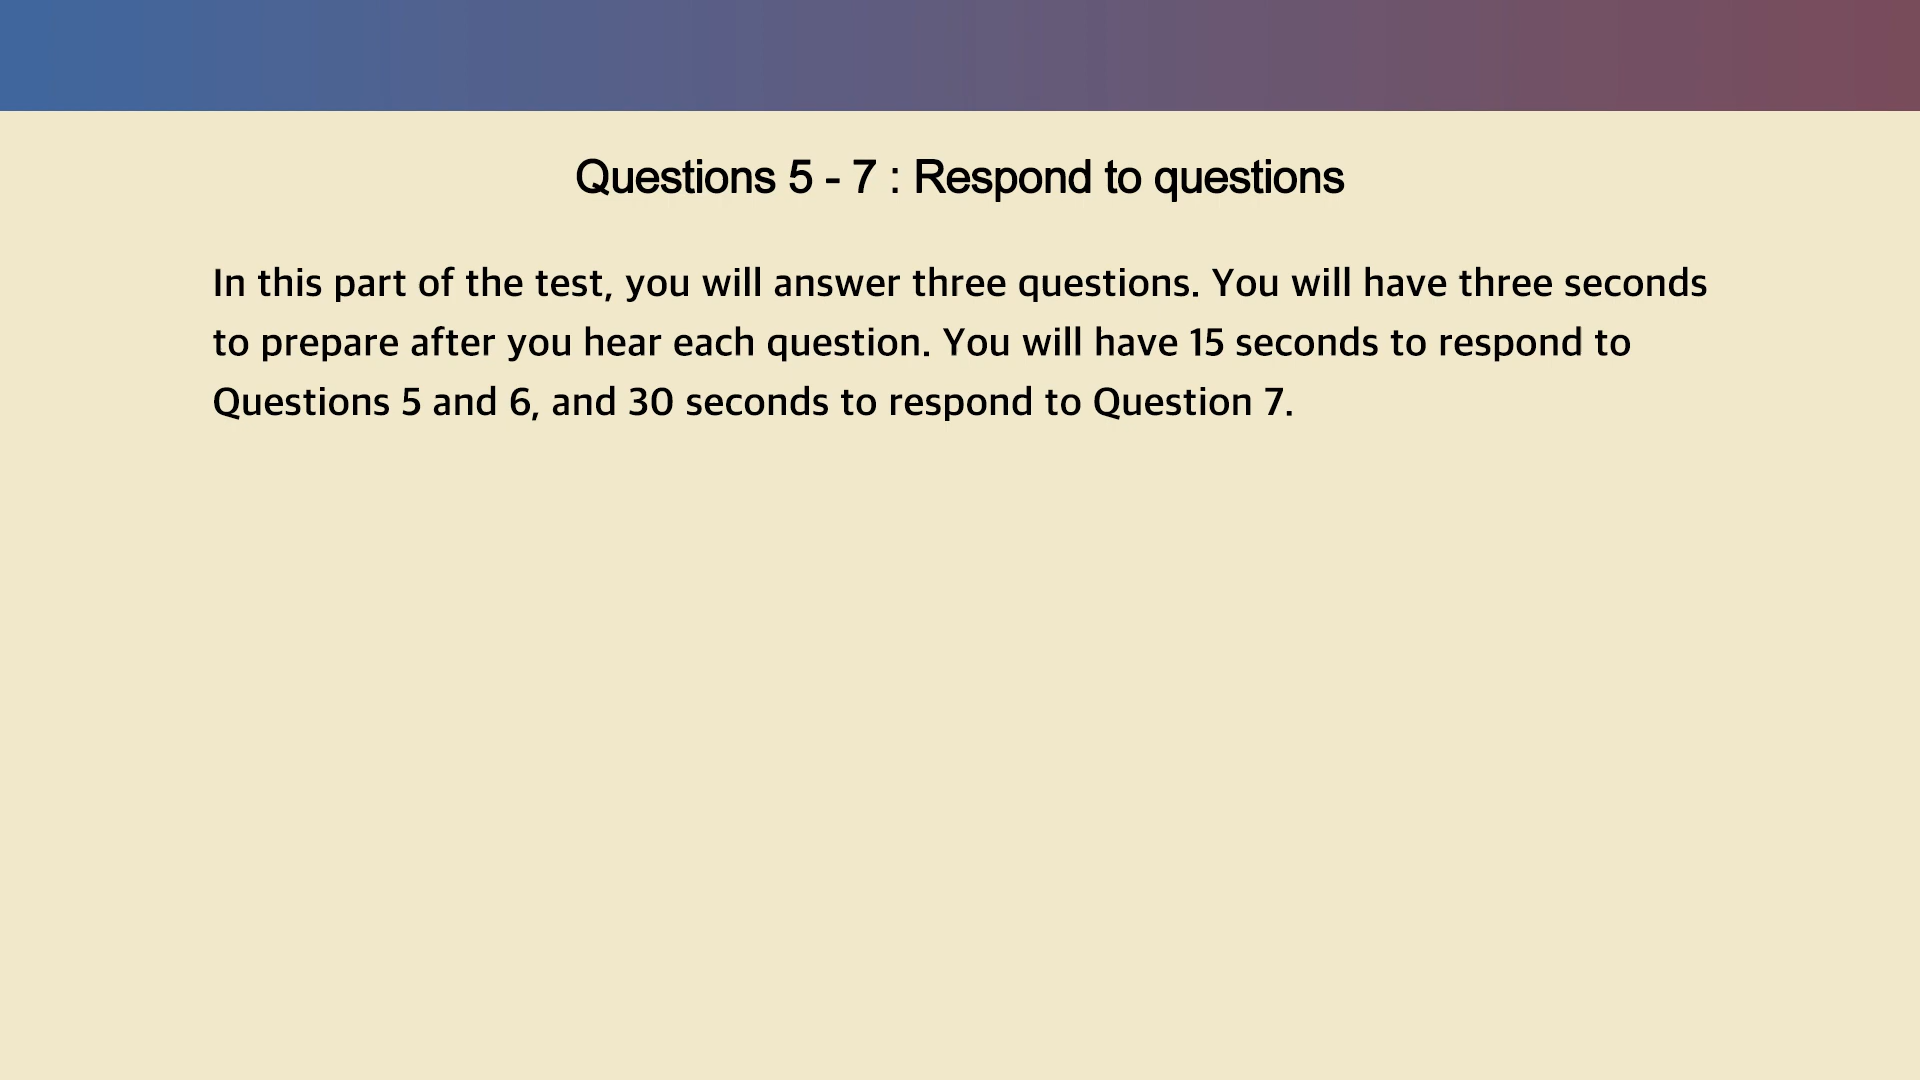 Questions 5 - 7 : Respond to questions
In this part of the test, you will answer three questions. You will have three seconds
to prepare after you hear each question. You will have 15 seconds to respond to
Questions 5 and 6, and 30 seconds to respond to Question 7.